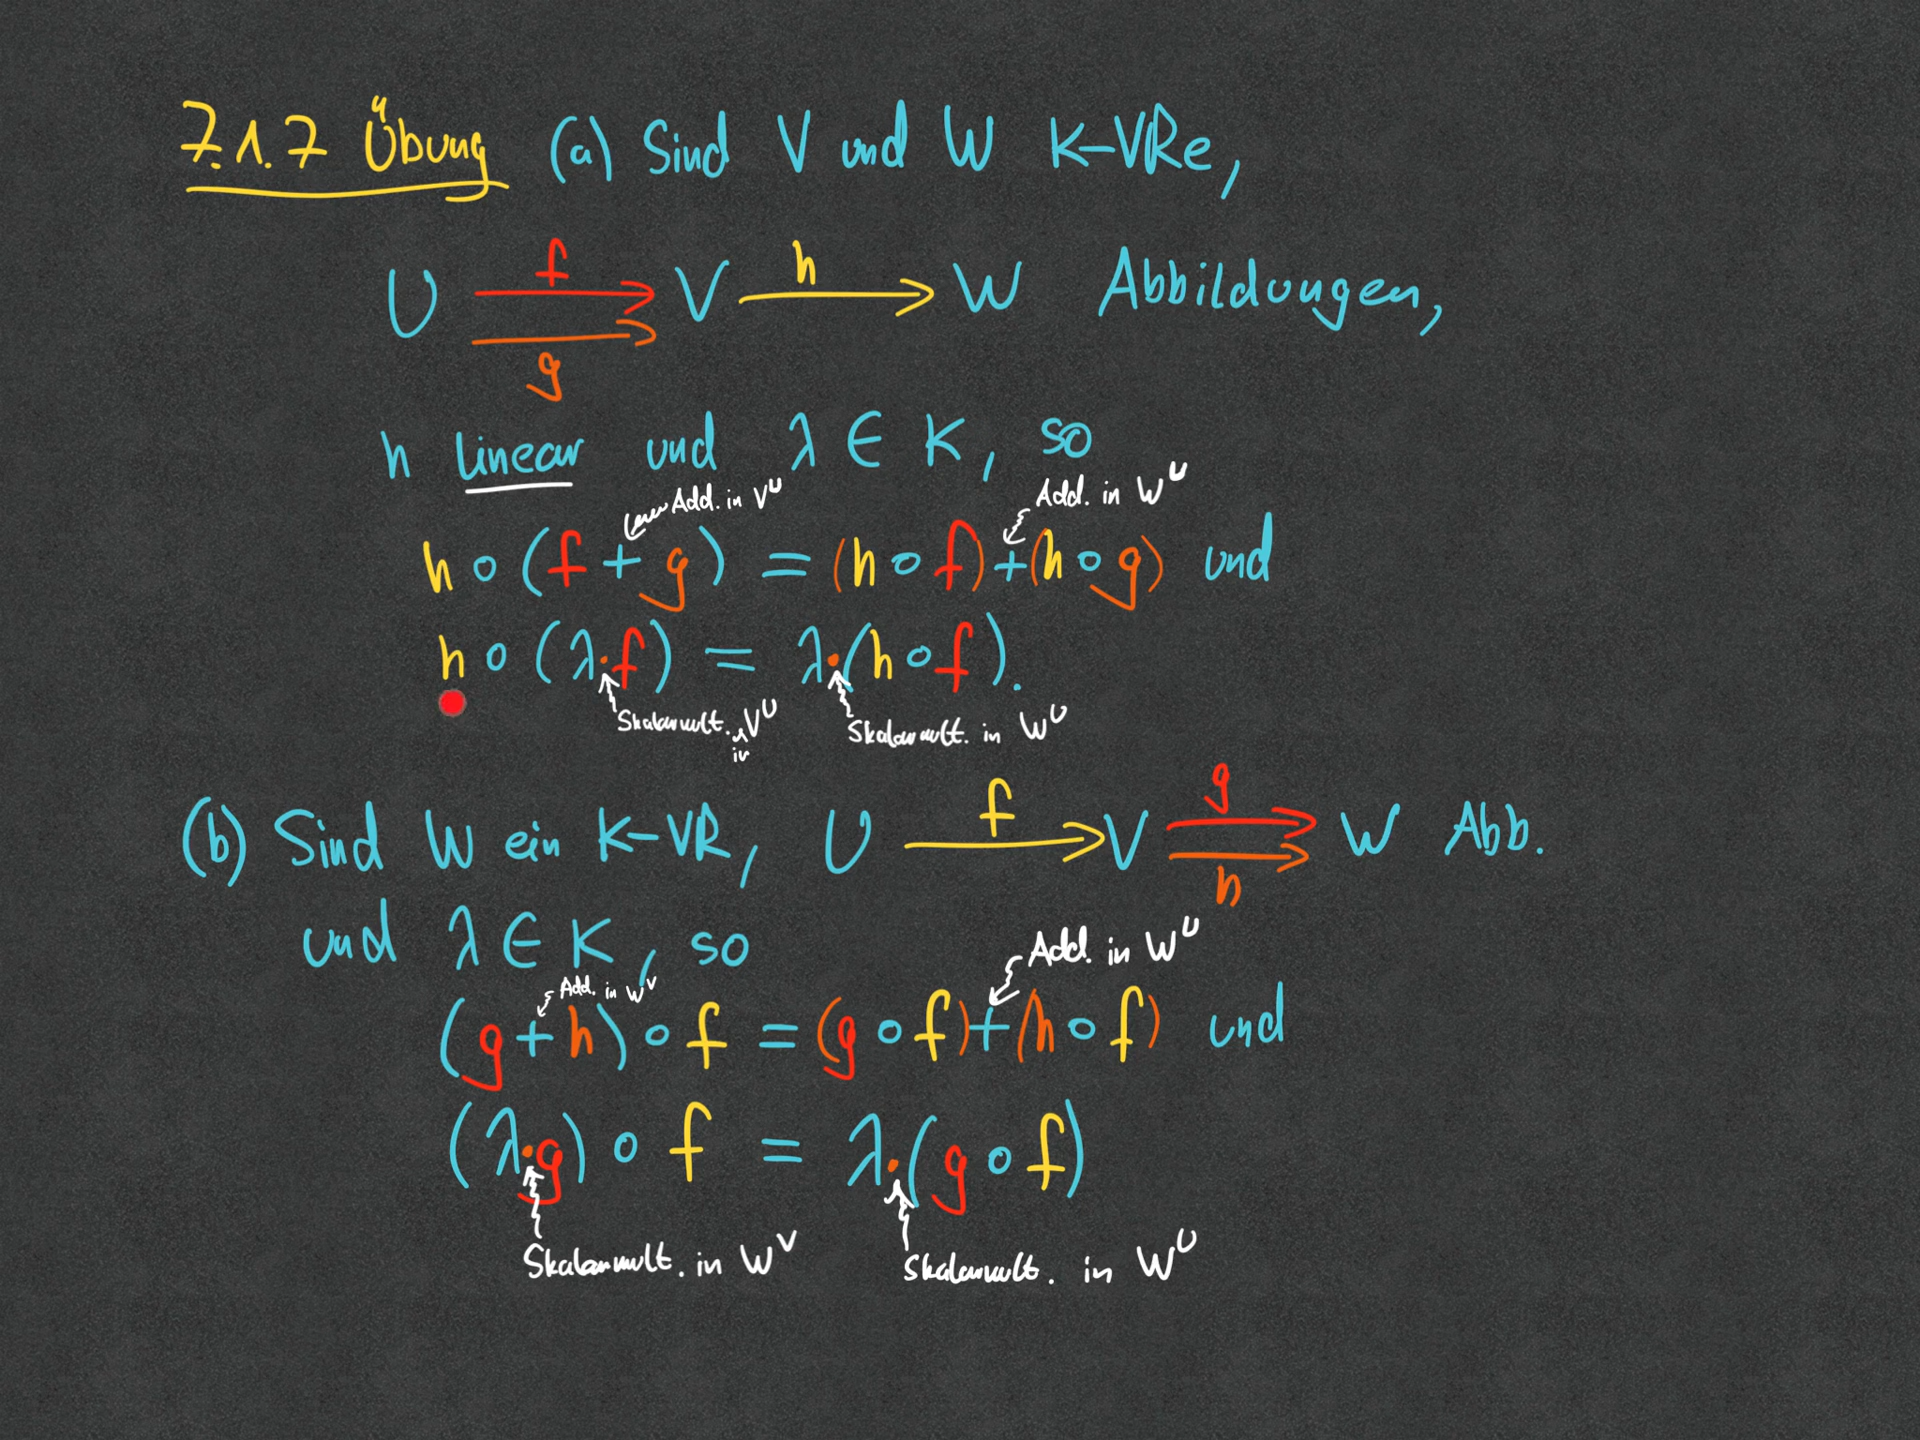 7.1.7 Übung (a) Sind V und W K-VRe,
f h
U → V → W Abbildungen,
g
h linear und λ ∈ K, so
Add. in V^U Add. in W^U
h ∘ (f + g) = (h ∘ f) + (h ∘ g) und
h ∘ (λ·f) = λ·(h ∘ f).
Skalarmult. in V^U Skalarmult. in W^U
f g
(b) Sind W ein K-VR, U → V → W Abb.
h
und λ ∈ K, so
Add. in W^V Add. in W^U
(g + h) ∘ f = (g ∘ f) + (h ∘ f) und
(λ·g) ∘ f = λ·(g ∘ f)
Skalarmult. in W^V Skalarmult. in W^U